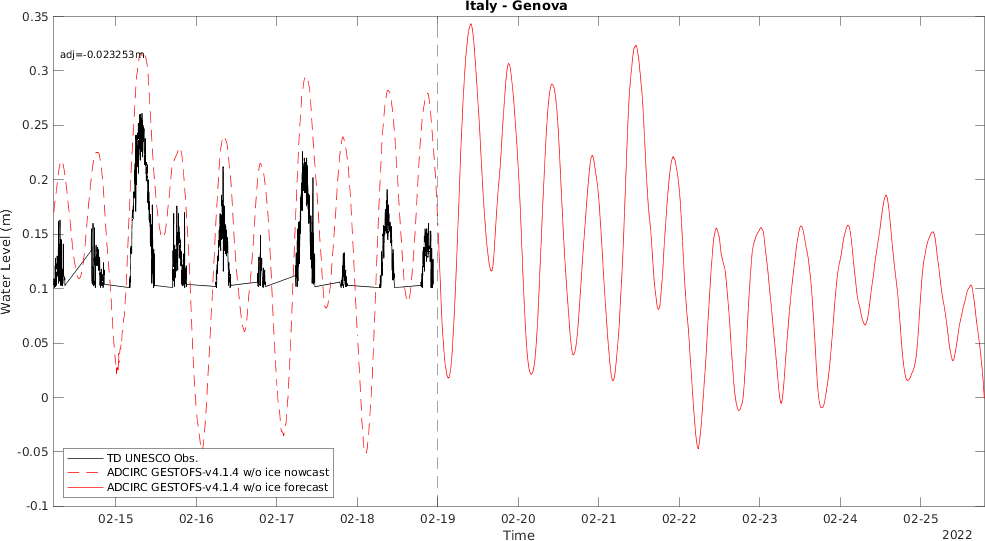 Italy - Genova
0.35
0.3
0.25
0.2
0.15
0.1
0.05
0
-0.05
-0.1
Water Level (m)
adj=-0.023253m
TD UNESCO Obs.
ADCIRC GESTOFS-v4.1.4 w/o ice nowcast
ADCIRC GESTOFS-v4.1.4 w/o ice forecast
02-15 02-16 02-17 02-18 02-19 02-20 02-21 02-22 02-23 02-24 02-25
Time
2022